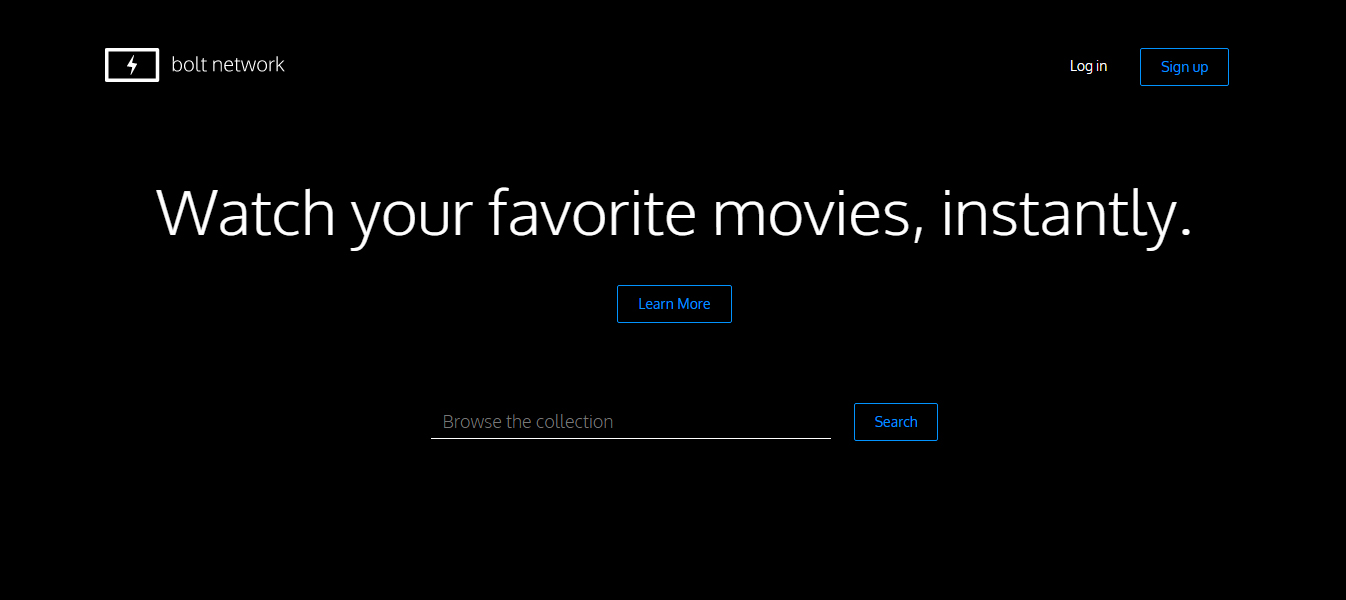 bolt network
Log in
Sign up
Watch your favorite movies, instantly.
Learn More
Browse the collection
Search